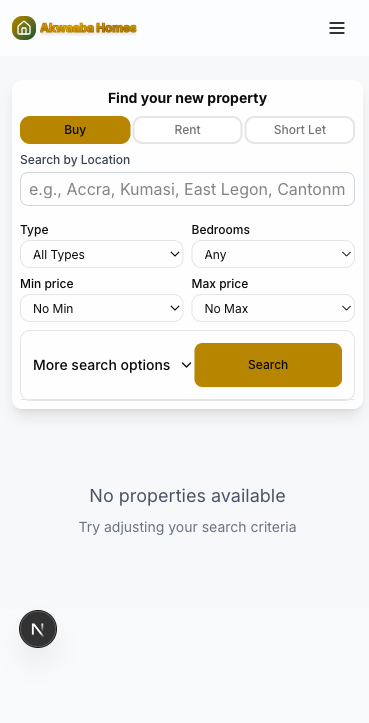 Akwaaba Homes
Find your new property
Buy
Rent
Short Let
Search by Location
e.g., Accra, Kumasi, East Legon, Cantonm
Type
Bedrooms
All Types
Any
Min price
Max price
No Min
No Max
More search options
Search
No properties available
Try adjusting your search criteria
N